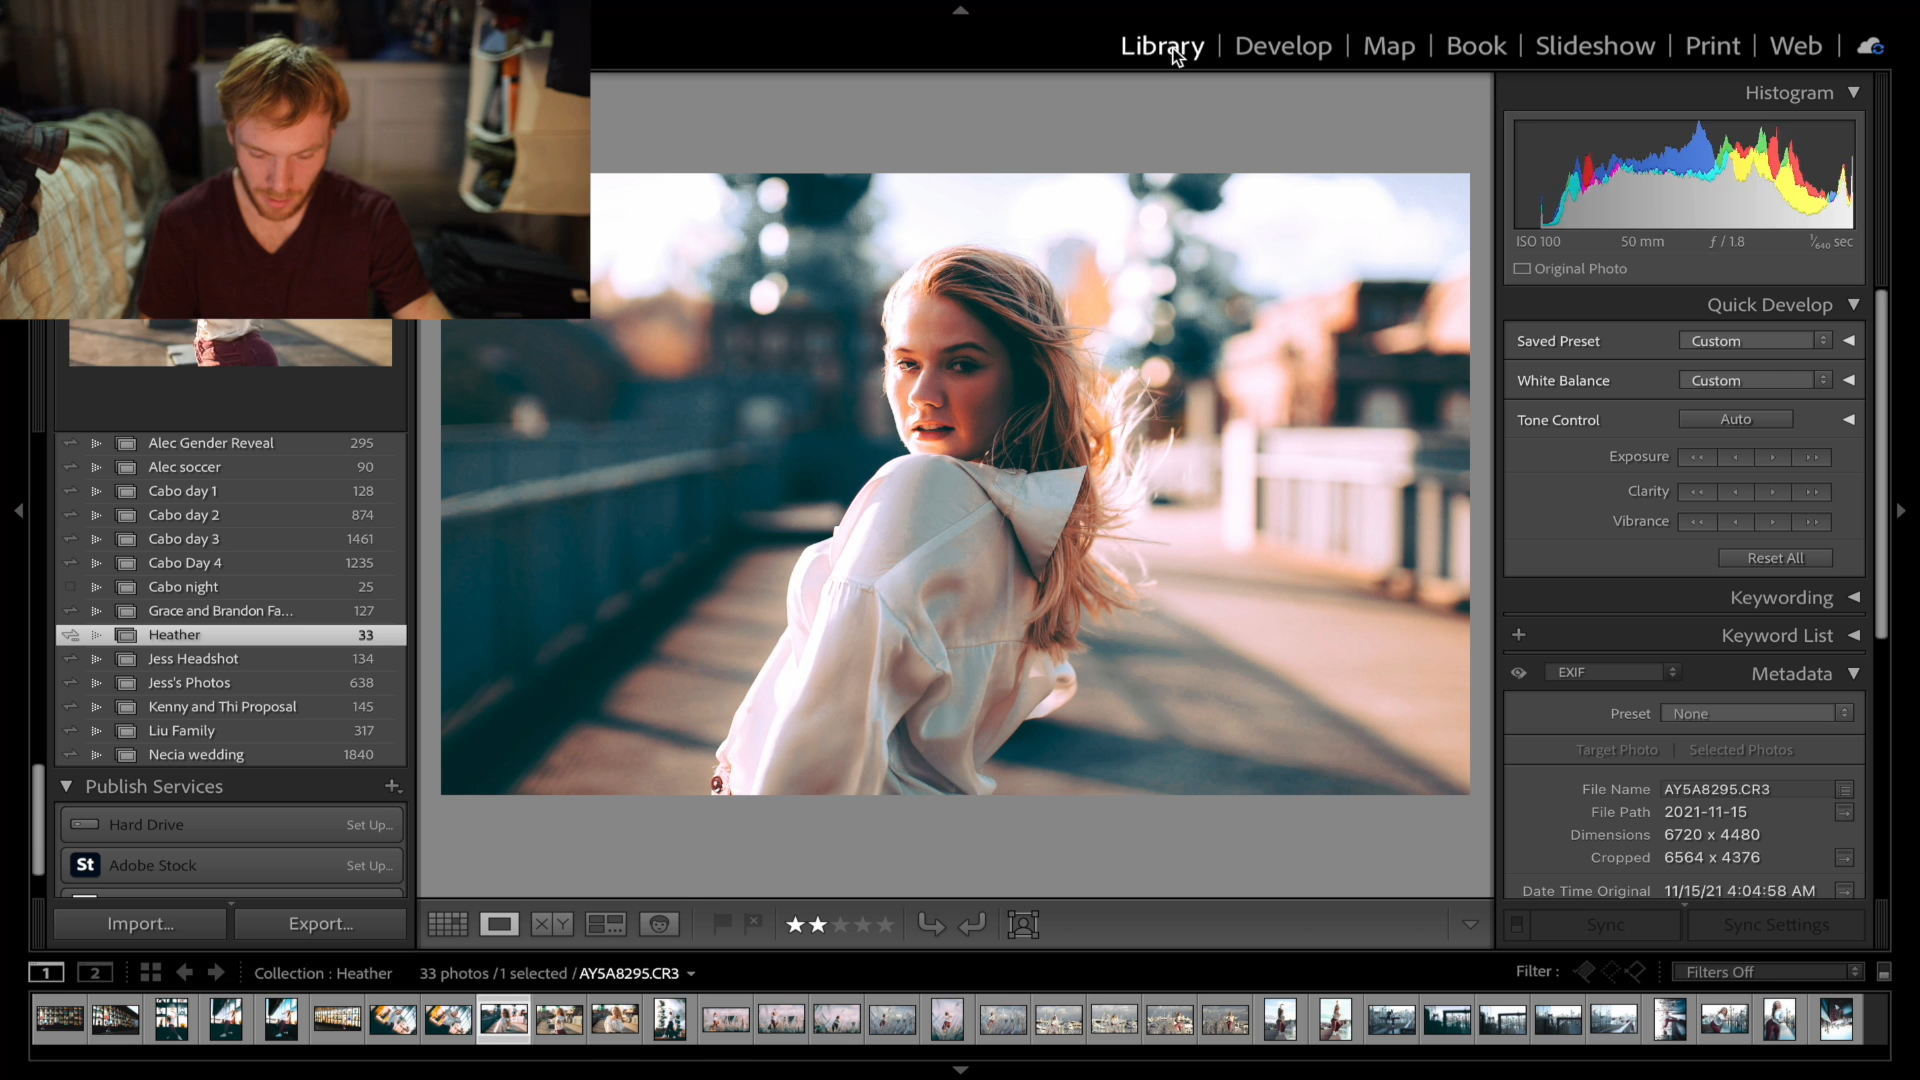 Library | Develop | Map | Book | Slideshow | Print | Web |
Histogram
ISO 100 50 mm ƒ / 1.8 1/640 sec
Original Photo
Quick Develop
Saved Preset Custom
White Balance Custom
Tone Control Auto
Exposure
Clarity
Vibrance
Reset All
Keywording
+ Keyword List
EXIF Metadata
Preset None
Target Photo | Selected Photos
File Name AY5A8295.CR3
File Path 2021-11-15
Dimensions 6720 x 4480
Cropped 6564 x 4376
Date Time Original 11/15/21 4:04:58 AM
Sync Sync Settings
Alec Gender Reveal 295
Alec soccer 90
Cabo day 1 128
Cabo day 2 874
Cabo day 3 1461
Cabo Day 4 1235
Cabo night 25
Grace and Brandon Fa... 127
Heather 33
Jess Headshot 134
Jess's Photos 638
Kenny and Thi Proposal 145
Liu Family 317
Necia wedding 1840
Publish Services +
Hard Drive Set Up...
St Adobe Stock Set Up...
Import... Export...
X Y
1 2 Collection : Heather 33 photos / 1 selected / AY5A8295.CR3
Filter : Filters Off